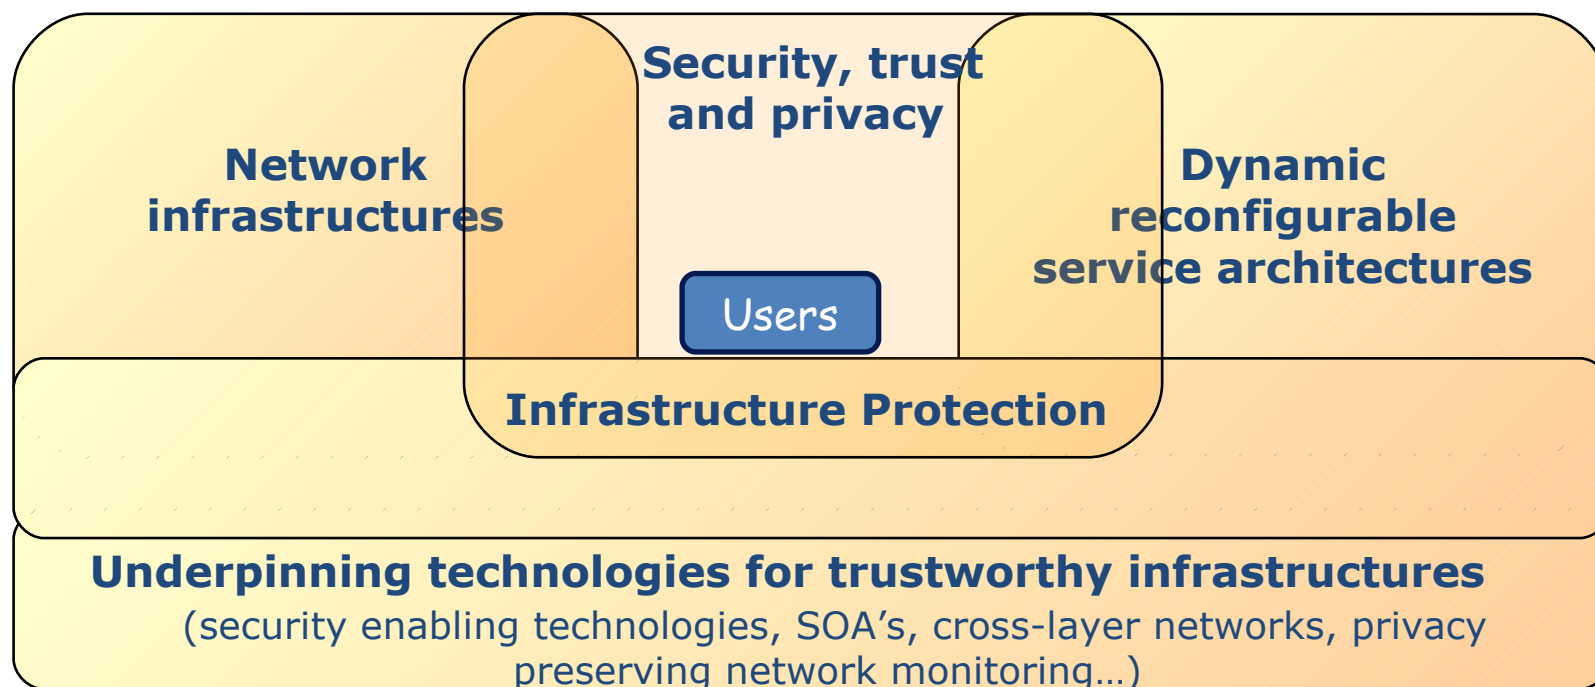 Security, trust
and privacy
Network
infrastructures
Dynamic
reconfigurable
service architectures
Users
Infrastructure Protection
Underpinning technologies for trustworthy infrastructures
(security enabling technologies, SOA’s, cross-layer networks, privacy
preserving network monitoring…)